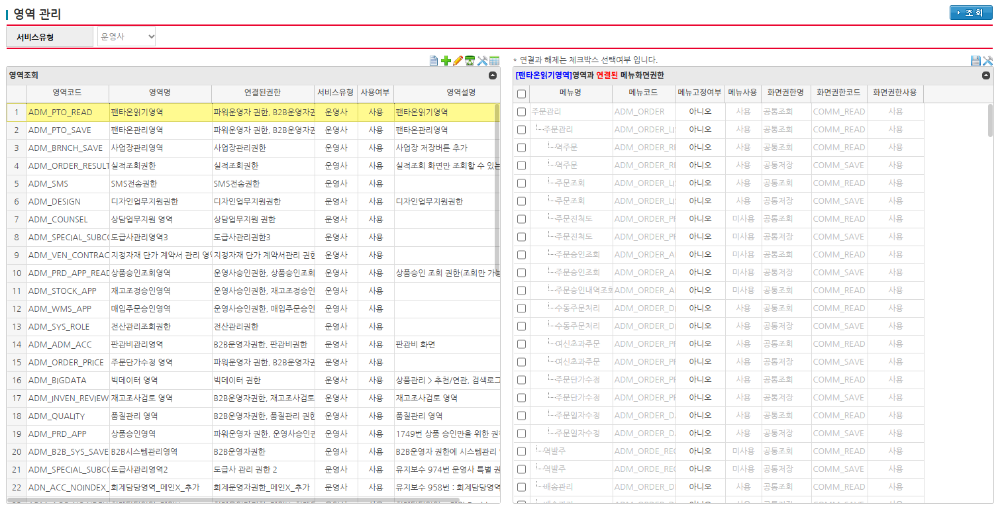 영역 관리
조 회
서비스유형 운영사
* 연결과 해제는 체크박스 선택여부 입니다.
영역조회
영역코드 영역명 연결된권한 서비스유형 사용여부 영역설명
1 ADM_PTO_READ 팬타온읽기영역 파워운영자 권한, B2B운영자권 운영사 사용 팬타온읽기영역
2 ADM_PTO_SAVE 팬타온관리영역 파워운영자 권한, B2B운영자권 운영사 사용 팬타온관리영역
3 ADM_BRNCH_SAVE 사업장관리영역 사업장관리권한 운영사 사용 사업장 저장버튼 추가
4 ADM_ORDER_RESULT 실적조회권한 실적조회권한 운영사 사용 실적조회 화면만 조회할 수 있는
5 ADM_SMS SMS전송권한 SMS전송권한 운영사 사용
6 ADM_DESIGN 디자인업무지원권한 디자인업무지원권한 운영사 사용 디자인업무지원권한
7 ADM_COUNSEL 상담업무지원 영역 상담업무지원 권한 운영사 사용
8 ADM_SPECIAL_SUBCO 도급사관리영역3 도급사관리권한3 운영사 사용
9 ADM_VEN_CONTRAC 지정자재 단가 계약서 관리 영역 지정자재 단가 계약서관리 권한 운영사 사용
10 ADM_PRD_APP_READ 상품승인조회영역 운영사승인권한, 상품승인조회 운영사 사용 상품승인 조회 권한(조회만 가능
11 ADM_STOCK_APP 재고조정승인영역 운영사승인권한, 재고조정승인 운영사 사용
12 ADM_WMS_APP 매입주문승인영역 운영사승인권한, 매입주문승인 운영사 사용
13 ADM_SYS_ROLE 전산관리조회권한 전산관리권한 운영사 사용
14 ADM_ADM_ACC 판관비관리영역 B2B운영자권한, 판관비권한 운영사 사용 판관비 화면
15 ADM_ORDER_PRICE 주문단가수정 영역 파워운영자 권한, B2B운영자권 운영사 사용
16 ADM_BIGDATA 빅데이터 영역 빅데이터 권한 운영사 사용 상품관리 > 추천/연관, 검색로그
17 ADM_INVEN_REVIEW 재고조사검토 영역 B2B운영자권한, 재고조사검토 운영사 사용 재고조사검토 영역
18 ADM_QUALITY 품질관리 영역 B2B운영자권한, 품질관리 권한 운영사 사용 품질관리 영역
19 ADM_PRD_APP 상품승인영역 파워운영자 권한, 운영사승인권 운영사 사용 1749번 상품 승인만을 위한 권한
20 ADM_B2B_SYS_SAVE B2B시스템관리영역 B2B운영자권한 운영사 사용 B2B운영자 권한에 시스템관리
21 ADM_SPECIAL_SUBCO 도급사관리영역2 도급사 관리 권한 2 운영사 사용 유지보수 974번 운영사 특별 권
22 ADN_ACC_NOINDEX_ 회계담당영역_메인X_추가 회계운영자권한_메인X_추가 운영사 사용 유지보수 958번 : 회계담당영역
[팬타온읽기영역]영역과 연결된 메뉴화면권한
메뉴명 메뉴코드 메뉴고정여부 메뉴사용 화면권한명 화면권한코드 화면권한사용
주문관리 ADM_ORDER 아니오 사용 공통조회 COMM_READ 사용
주문관리 ADM_ORDE_LI 아니오 사용 공통조회 COMM_READ 사용
역주문 ADM_ORDER_RE 아니오 사용 공통조회 COMM_READ 사용
역주문 ADM_ORDER_RE 아니오 사용 공통저장 COMM_SAVE 사용
주문조회 ADM_ORDER_LI 아니오 사용 공통조회 COMM_READ 사용
주문조회 ADM_ORDER_LI 아니오 사용 공통저장 COMM_SAVE 사용
주문진척도 ADM_ORDER_PR 아니오 미사용 공통조회 COMM_READ 사용
주문진척도 ADM_ORDER_PR 아니오 미사용 공통저장 COMM_SAVE 사용
주문승인조회 ADM_ORDER_A 아니오 미사용 공통조회 COMM_READ 사용
주문승인조회 ADM_ORDER_A 아니오 미사용 공통저장 COMM_SAVE 사용
주문승인내역조회 ADM_ORDER_A 아니오 미사용 공통조회 COMM_READ 사용
수동주문처리 ADM_ORDER_D 아니오 사용 공통조회 COMM_READ 사용
수동주문처리 ADM_ORDER_D 아니오 사용 공통저장 COMM_SAVE 사용
여신초과주문 ADM_ORDER_PR 아니오 사용 공통조회 COMM_READ 사용
여신초과주문 ADM_ORDER_PR 아니오 사용 공통저장 COMM_SAVE 사용
주문단가수정 ADM_ORDER_PR 아니오 사용 공통조회 COMM_READ 사용
주문단가수정 ADM_ORDER_PR 아니오 사용 공통저장 COMM_SAVE 사용
주문일자수정 ADM_ORDER_DA 아니오 사용 공통조회 COMM_READ 사용
주문일자수정 ADM_ORDER_DA 아니오 사용 공통저장 COMM_SAVE 사용
역발주 ADM_ORDE_REQ 아니오 미사용 공통조회 COMM_READ 사용
역발주 ADM_ORDE_REQ 아니오 미사용 공통저장 COMM_SAVE 사용
배송관리 ADM_ORDER_D 아니오 사용 공통조회 COMM_READ 사용